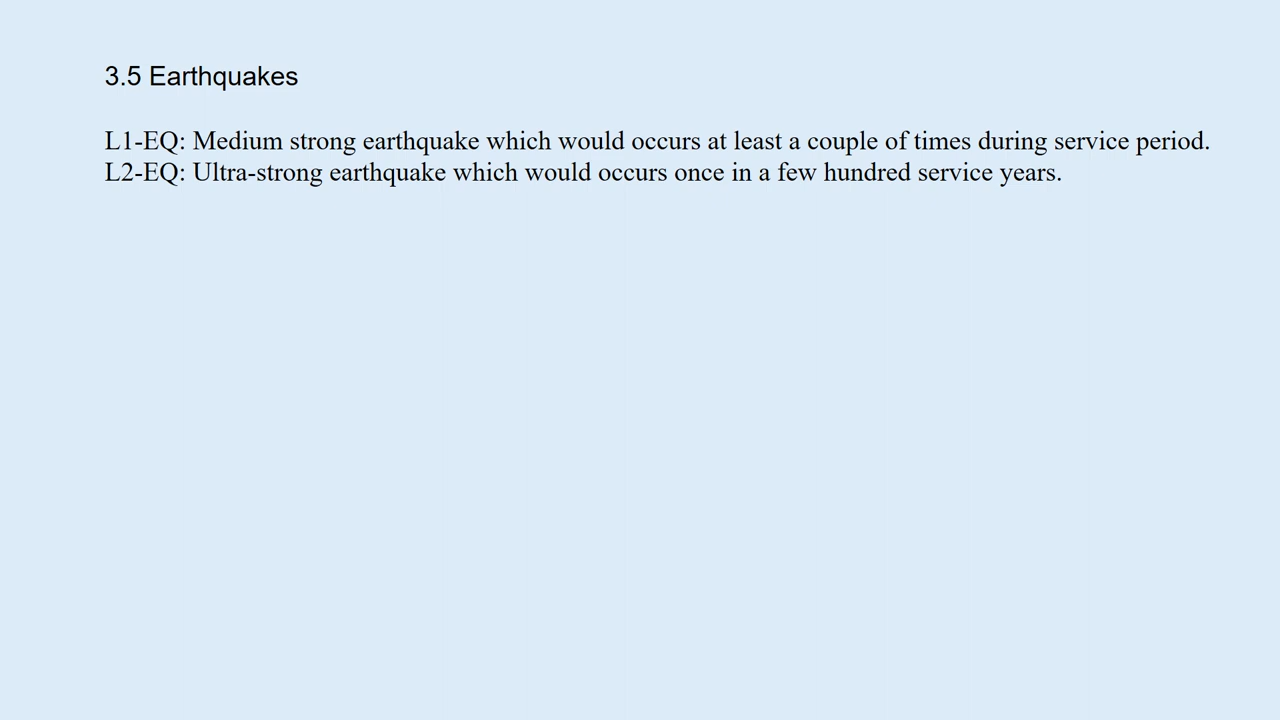 3.5 Earthquakes
L1-EQ: Medium strong earthquake which would occurs at least a couple of times during service period.
L2-EQ: Ultra-strong earthquake which would occurs once in a few hundred service years.